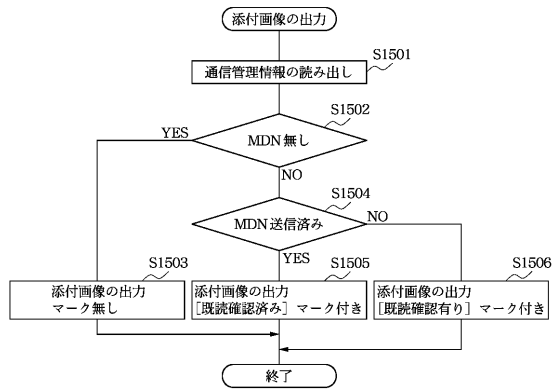 添付画像の出力
S1501
通信管理情報の読み出し
S1502
MDN無し
YES
NO
S1504
MDN送信済み
NO
YES
S1503
添付画像の出力
マーク無し
S1505
添付画像の出力
[既読確認済み] マーク付き
S1506
添付画像の出力
[既読確認有り] マーク付き
終了